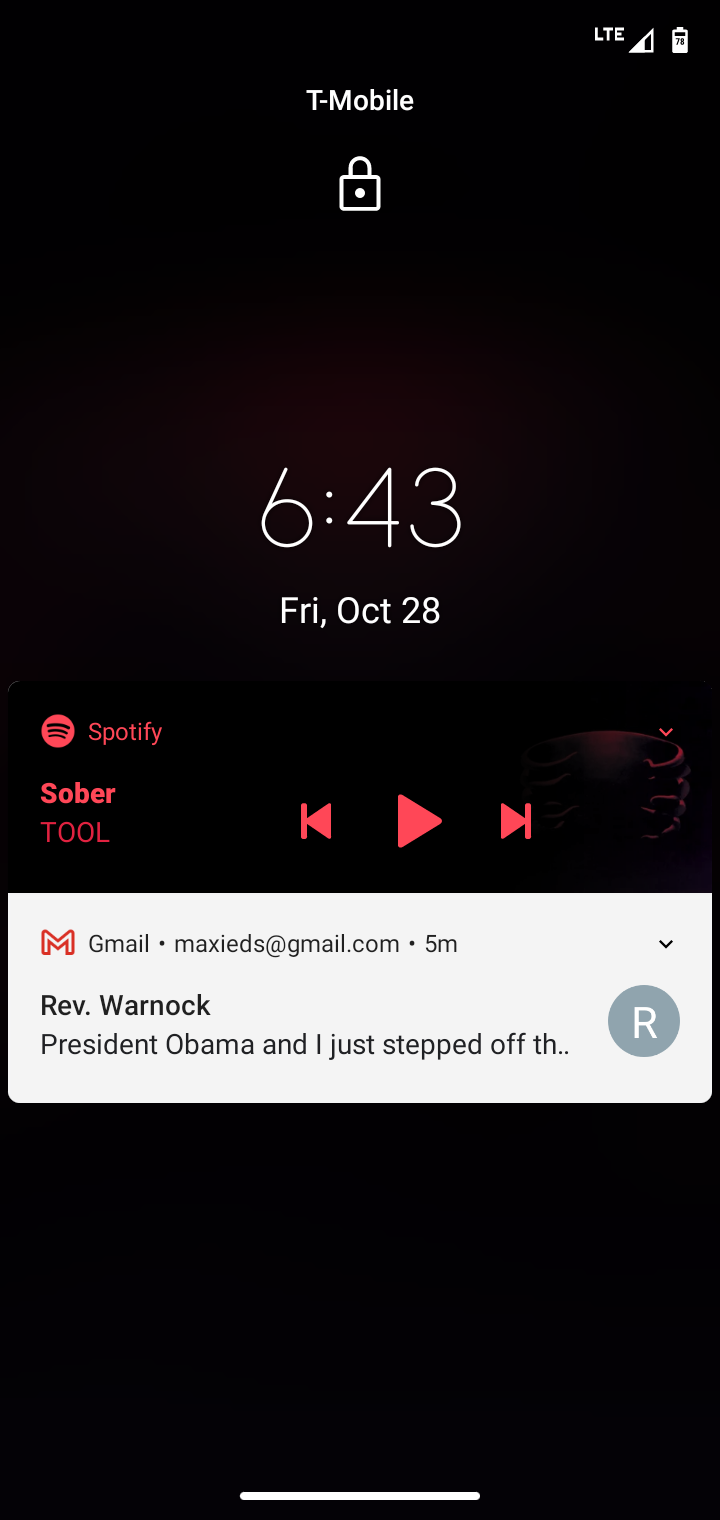 LTE 78
T-Mobile
6:43
Fri, Oct 28
Spotify
Sober
TOOL
Gmail • maxieds@gmail.com • 5m
Rev. Warnock
President Obama and I just stepped off th..
R